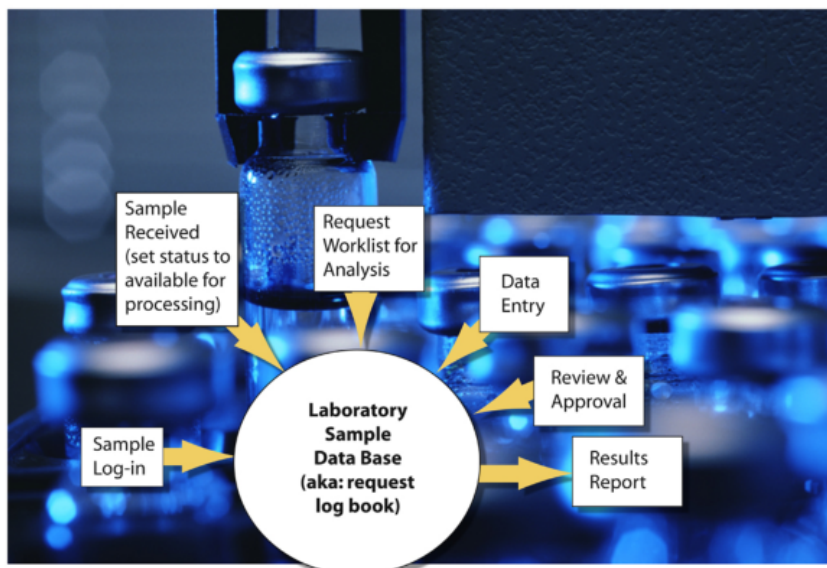 Sample
Received
(set status to
available for
processing)
Request
Worklist for
Analysis
Data
Entry
Review &
Approval
Results
Report
Sample
Log-in
Laboratory
Sample
Data Base
(aka: request
log book)